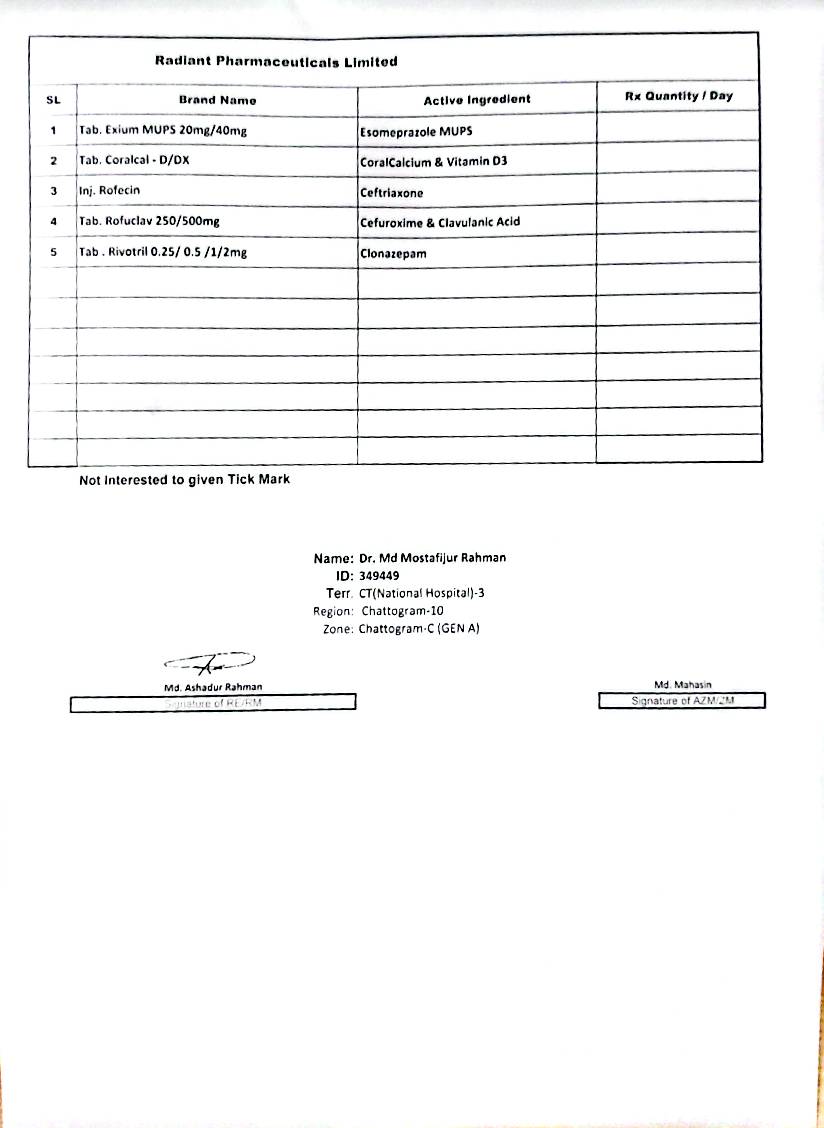 Radiant Pharmaceuticals Limited
SL Brand Name Active Ingredient Rx Quantity / Day
1 Tab. Exium MUPS 20mg/40mg Esomeprazole MUPS
2 Tab. Coralcal - D/DX CoralCalcium & Vitamin D3
3 Inj. Rofecin Ceftriaxone
4 Tab. Rofuclav 250/500mg Cefuroxime & Clavulanic Acid
5 Tab . Rivotril 0.25/ 0.5 /1/2mg Clonazepam
Not Interested to given Tick Mark
Name: Dr. Md Mostafijur Rahman
ID: 349449
Terr. CT(National Hospital)-3
Region: Chattogram-10
Zone: Chattogram-C (GEN A)
Md. Ashadur Rahman Md. Mahasin
Signature of RE/RM Signature of AZM/ZM